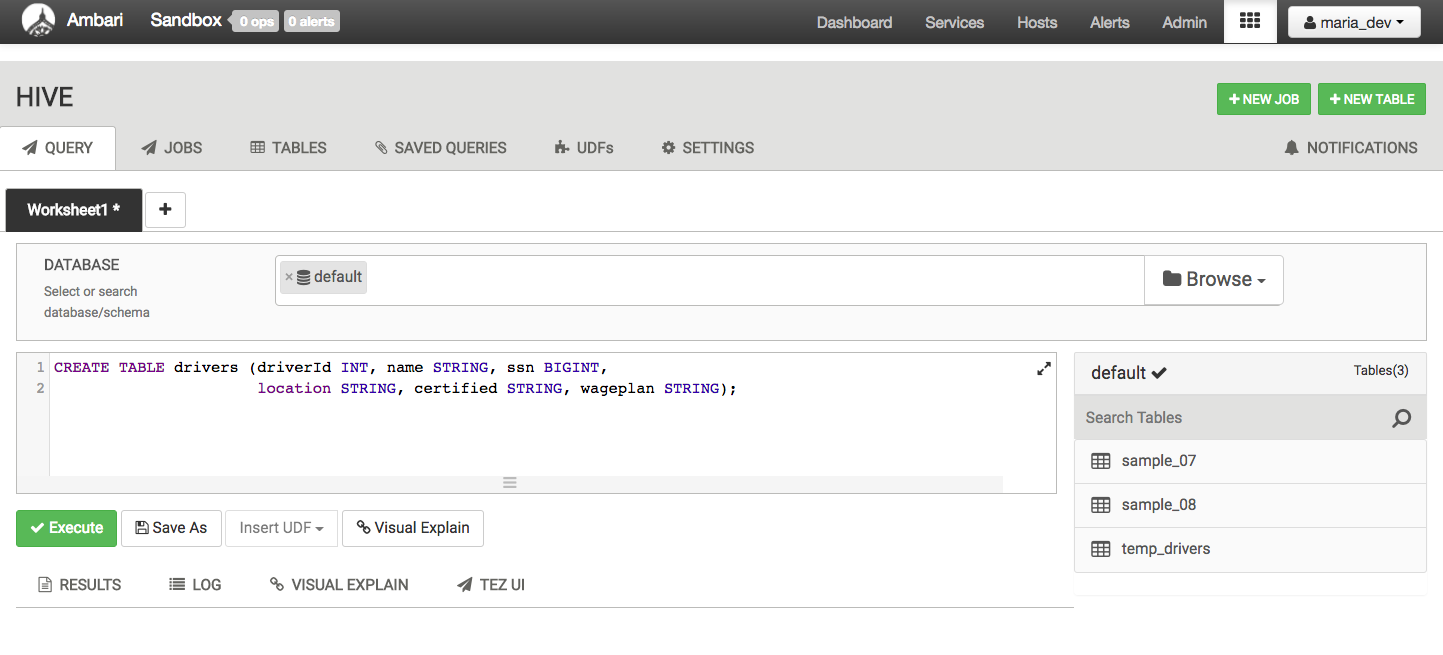 Ambari Sandbox 0 ops 0 alerts Dashboard Services Hosts Alerts Admin maria_dev
HIVE + NEW JOB + NEW TABLE
QUERY JOBS TABLES SAVED QUERIES UDFs SETTINGS NOTIFICATIONS
Worksheet1 * +
DATABASE
Select or search
database/schema
× default Browse
1 CREATE TABLE drivers (driverId INT, name STRING, ssn BIGINT,
2 location STRING, certified STRING, wageplan STRING);
default Tables(3)
Search Tables
sample_07
sample_08
temp_drivers
Execute Save As Insert UDF Visual Explain
RESULTS LOG VISUAL EXPLAIN TEZ UI